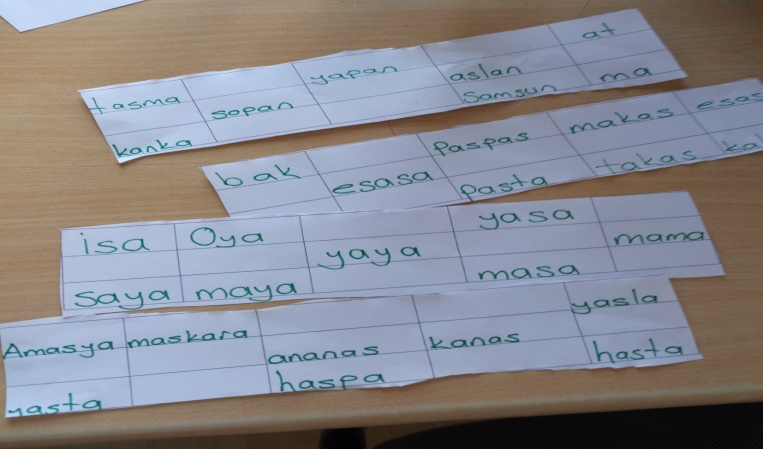 tasma sopan yapan aslan at
kanka Samsun ma
bak esasa Paspas makas esas
Pasta takas
isa Oya yaya yasa mama
saya maya masa
Amasya maskara ananas kanas yasla
yasta haspa hasta